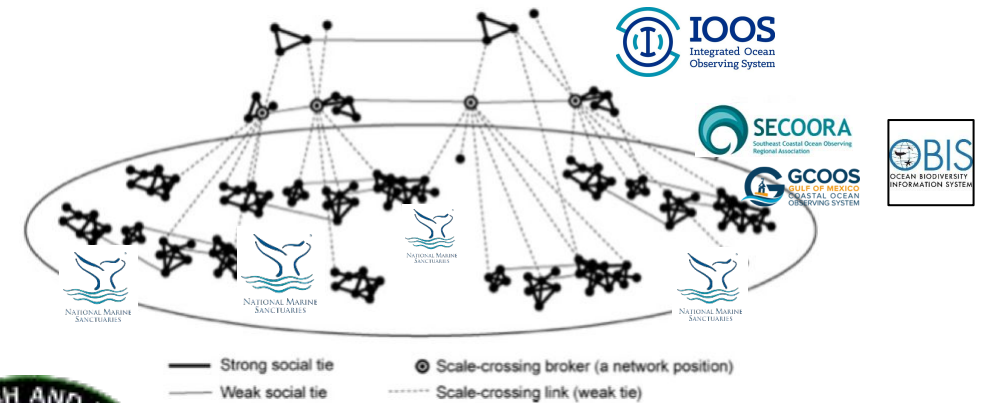 IOOS
Integrated Ocean
Observing System
SECOORA
Southeast Coastal Ocean Observing
Regional Association
GCOOS
GULF OF MEXICO
COASTAL OCEAN
OBSERVING SYSTEM
OBIS
OCEAN BIODIVERSITY
INFORMATION SYSTEM
NATIONAL MARINE
SANCTUARIES
NATIONAL MARINE
SANCTUARIES
NATIONAL MARINE
SANCTUARIES
NATIONAL MARINE
SANCTUARIES
Strong social tie
Scale-crossing broker (a network position)
Weak social tie
Scale-crossing link (weak tie)
AND